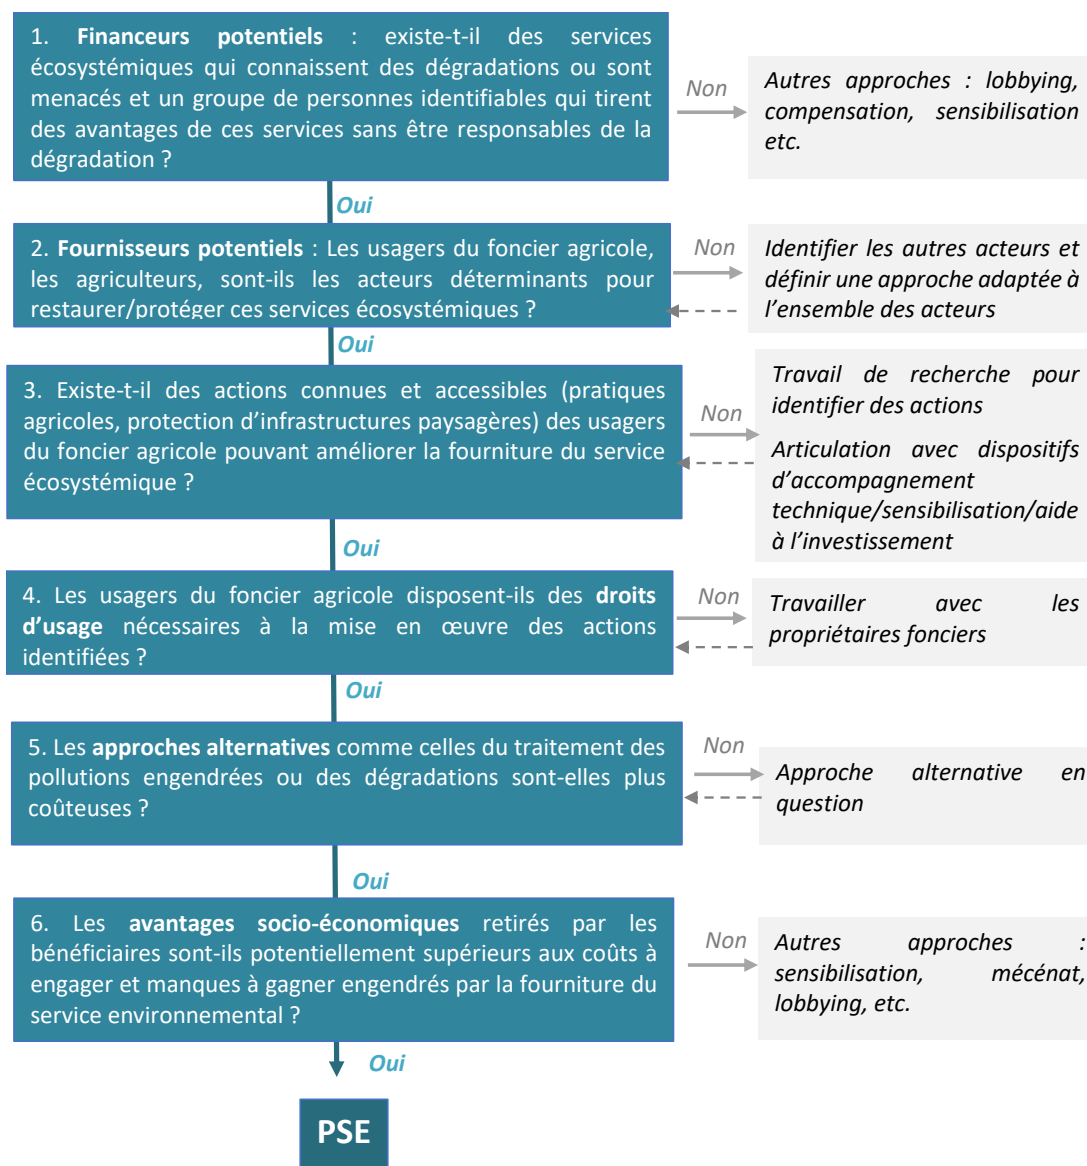 1. Financeurs potentiels : existe-t-il des services
écosystémiques qui connaissent des dégradations ou sont
menacés et un groupe de personnes identifiables qui tirent
des avantages de ces services sans être responsables de la
dégradation ?
Non
Autres approches : lobbying,
compensation, sensibilisation
etc.
Oui
2. Fournisseurs potentiels : Les usagers du foncier agricole,
les agriculteurs, sont-ils les acteurs déterminants pour
restaurer/protéger ces services écosystémiques ?
Non
Identifier les autres acteurs et
définir une approche adaptée à
l’ensemble des acteurs
Oui
3. Existe-t-il des actions connues et accessibles (pratiques
agricoles, protection d’infrastructures paysagères) des usagers
du foncier agricole pouvant améliorer la fourniture du service
écosystémique ?
Non
Travail de recherche pour
identifier des actions
Articulation avec dispositifs
d’accompagnement
technique/sensibilisation/aide
à l’investissement
Oui
4. Les usagers du foncier agricole disposent-ils des droits
d’usage nécessaires à la mise en œuvre des actions
identifiées ?
Non
Travailler avec les
propriétaires fonciers
Oui
5. Les approches alternatives comme celles du traitement des
pollutions engendrées ou des dégradations sont-elles plus
coûteuses ?
Non
Approche alternative en
question
Oui
6. Les avantages socio-économiques retirés par les
bénéficiaires sont-ils potentiellement supérieurs aux coûts à
engager et manques à gagner engendrés par la fourniture du
service environnemental ?
Non
Autres approches :
sensibilisation, mécénat,
lobbying, etc.
Oui
PSE